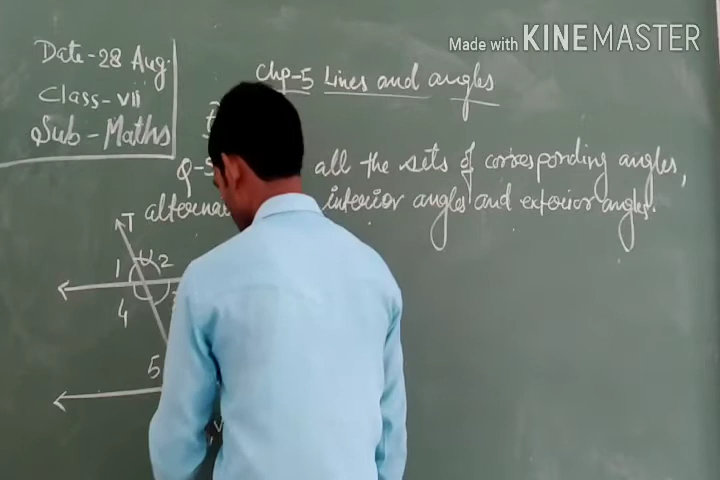 Made with KINEMASTER
Date-28 Aug.
Class-vii
Sub-Maths
Chp-5 Lines and angles
Q-5 all the sets of corresponding angles,
interior angles and exterior angles.
T
1 2
4
5